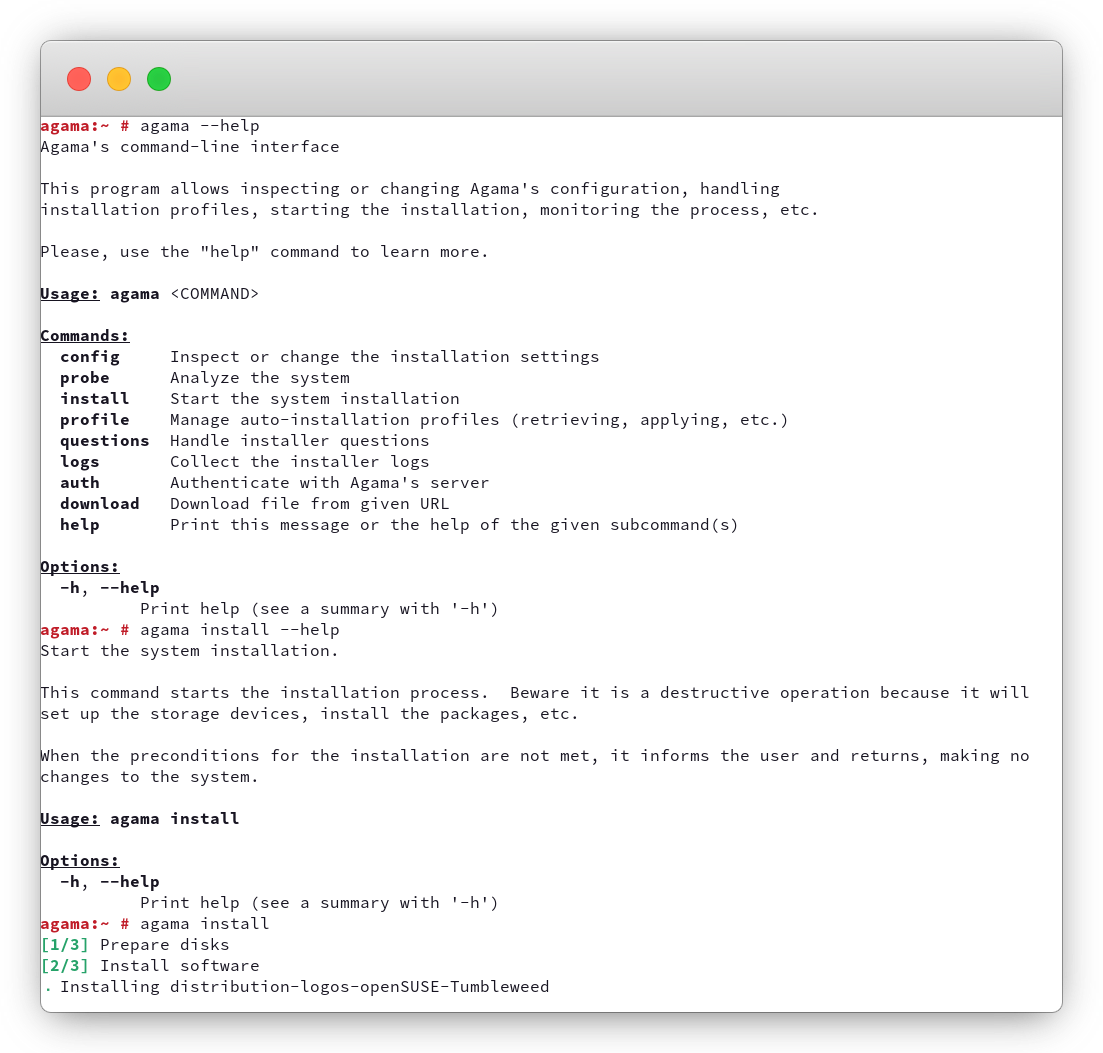 agama:~ # agama --help
Agama's command-line interface

This program allows inspecting or changing Agama's configuration, handling
installation profiles, starting the installation, monitoring the process, etc.

Please, use the "help" command to learn more.

Usage: agama <COMMAND>

Commands:
  config     Inspect or change the installation settings
  probe      Analyze the system
  install    Start the system installation
  profile    Manage auto-installation profiles (retrieving, applying, etc.)
  questions  Handle installer questions
  logs       Collect the installer logs
  auth       Authenticate with Agama's server
  download   Download file from given URL
  help       Print this message or the help of the given subcommand(s)

Options:
  -h, --help
          Print help (see a summary with '-h')
agama:~ # agama install --help
Start the system installation.

This command starts the installation process.  Beware it is a destructive operation because it will
set up the storage devices, install the packages, etc.

When the preconditions for the installation are not met, it informs the user and returns, making no
changes to the system.

Usage: agama install

Options:
  -h, --help
          Print help (see a summary with '-h')
agama:~ # agama install
[1/3] Prepare disks
[2/3] Install software
. Installing distribution-logos-openSUSE-Tumbleweed